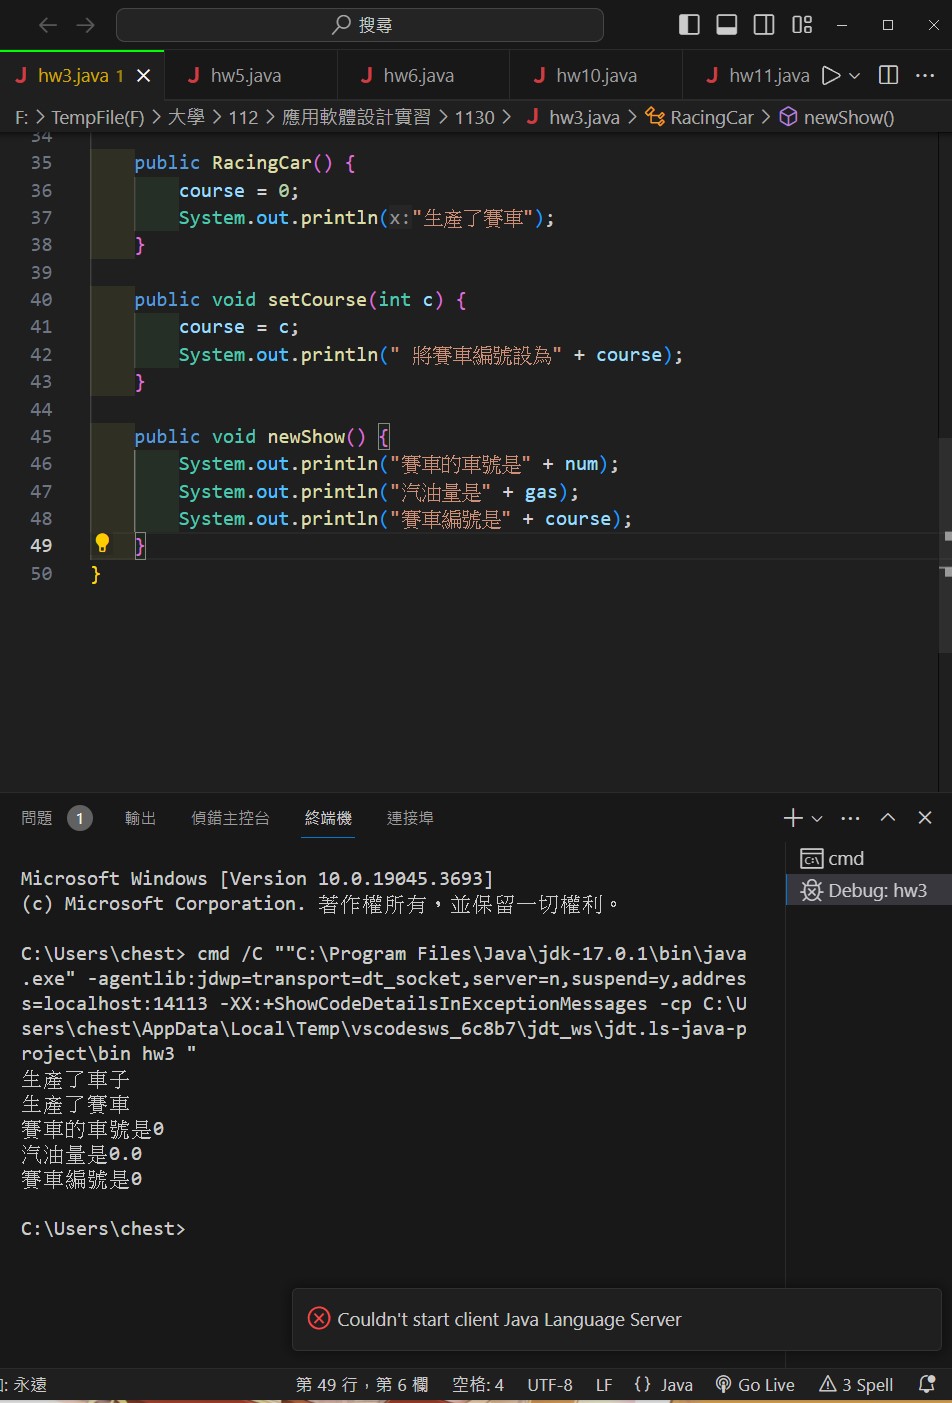 搜尋
hw3.java 1 hw5.java hw6.java hw10.java hw11.java
F: > TempFile(F) > 大學 > 112 > 應用軟體設計實習 > 1130 > hw3.java > RacingCar > newShow()
34
35 public RacingCar() {
36 course = 0;
37 System.out.println(x:"生產了賽車");
38 }
39
40 public void setCourse(int c) {
41 course = c;
42 System.out.println(" 將賽車編號設為" + course);
43 }
44
45 public void newShow() {
46 System.out.println("賽車的車號是" + num);
47 System.out.println("汽油量是" + gas);
48 System.out.println("賽車編號是" + course);
49 }
50 }
問題 1 輸出 偵錯主控台 終端機 連接埠
cmd
Debug: hw3
Microsoft Windows [Version 10.0.19045.3693]
(c) Microsoft Corporation. 著作權所有，並保留一切權利。
C:\Users\chest> cmd /C ""C:\Program Files\Java\jdk-17.0.1\bin\java
.exe" -agentlib:jdwp=transport=dt_socket,server=n,suspend=y,addres
s=localhost:14113 -XX:+ShowCodeDetailsInExceptionMessages -cp C:\U
sers\chest\AppData\Local\Temp\vscodesws_6c8b7\jdt_ws\jdt.ls-java-p
roject\bin hw3 "
生產了車子
生產了賽車
賽車的車號是0
汽油量是0.0
賽車編號是0
C:\Users\chest>
Couldn't start client Java Language Server
: 永遠 第 49 行，第 6 欄 空格: 4 UTF-8 LF {} Java Go Live 3 Spell